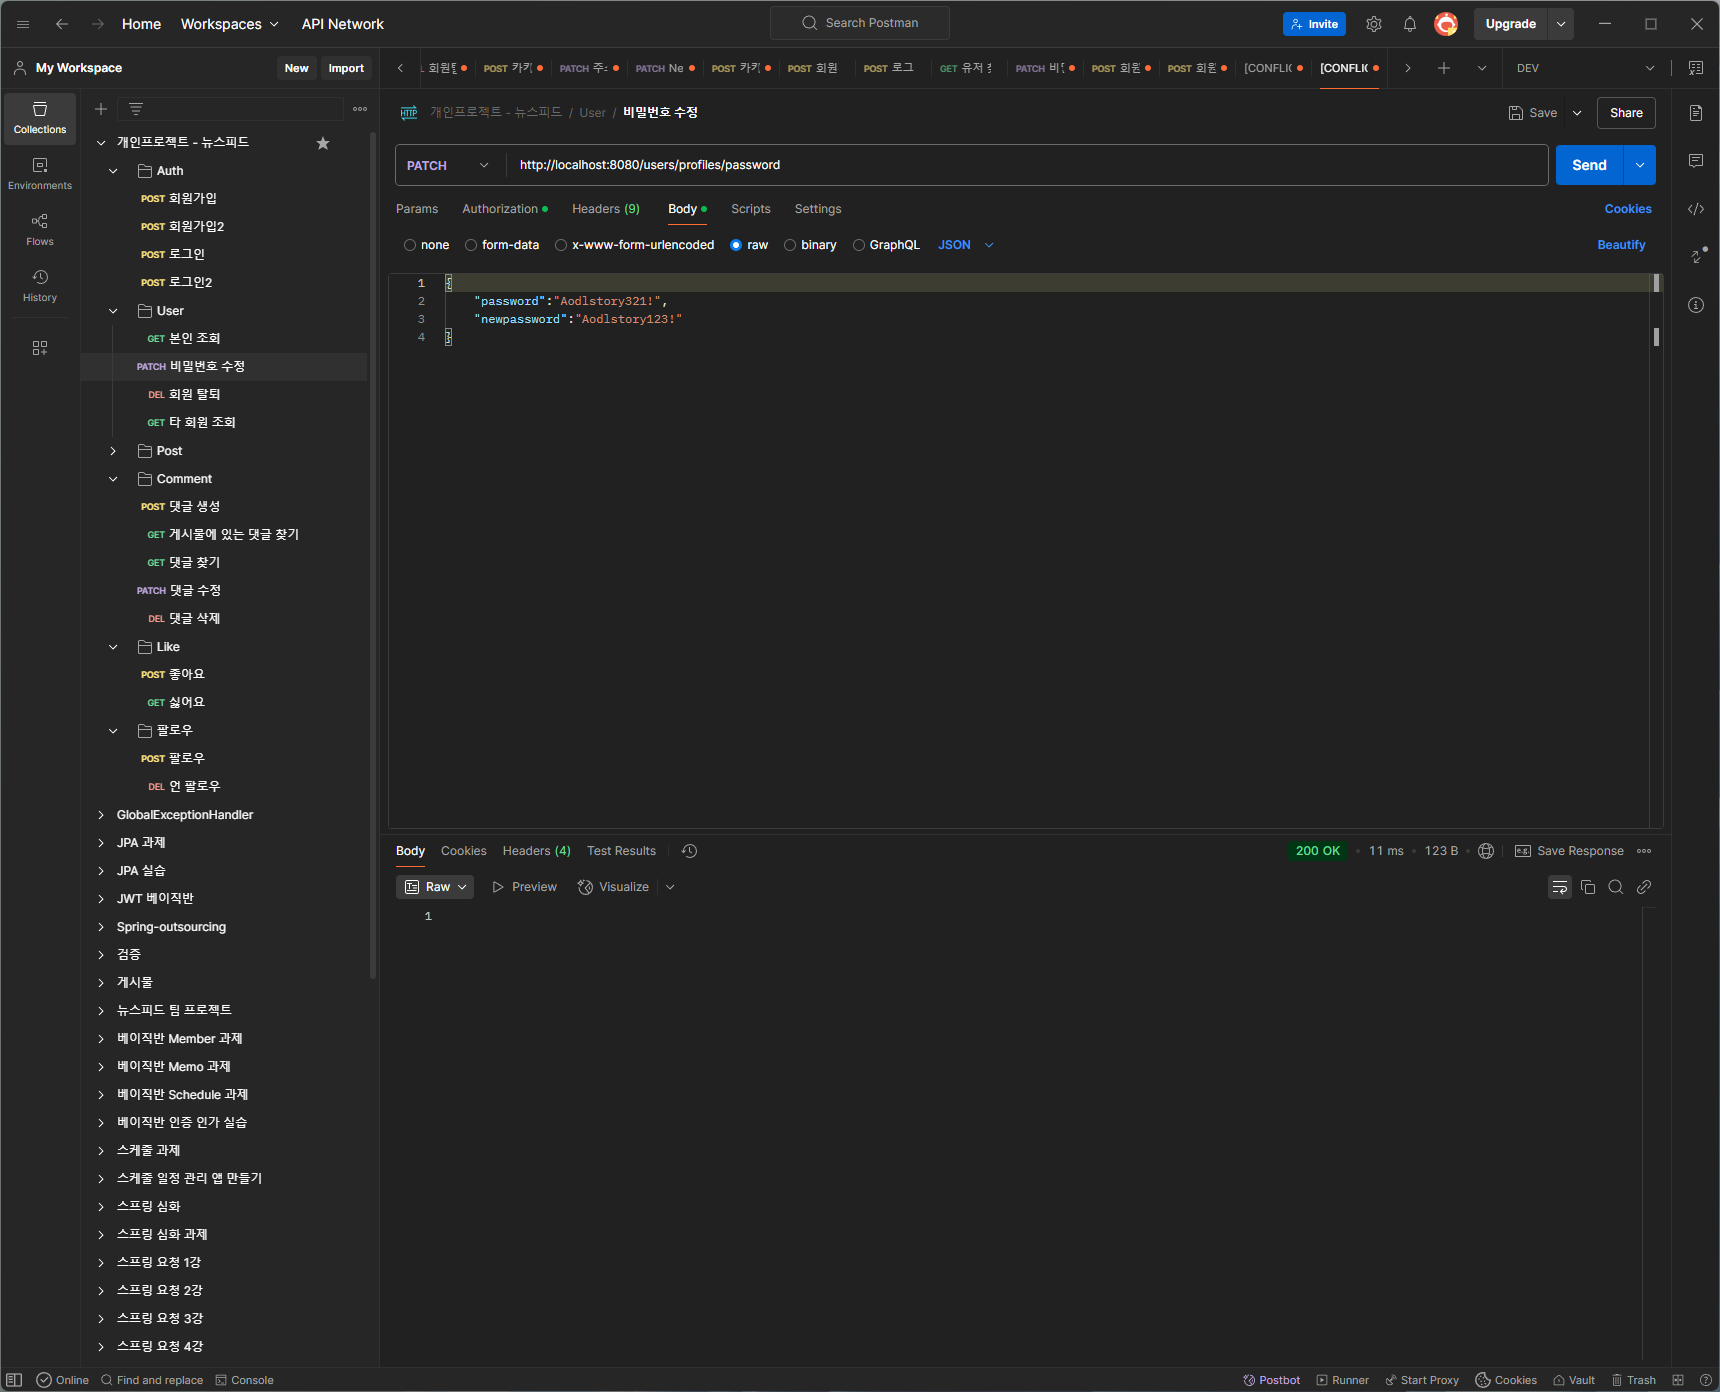 Home Workspaces API Network Search Postman Invite Upgrade
My Workspace New Import
회원탈 POST 카카 PATCH 주소 PATCH Ne POST 카카 POST 회원 POST 로그 GET 유저 PATCH 비밀 POST 회원 POST 회원 [CONFLIC [CONFLIC DEV
Collections
Environments
Flows
History
개인프로젝트 - 뉴스피드
Auth
POST 회원가입
POST 회원가입2
POST 로그인
POST 로그인2
User
GET 본인 조회
PATCH 비밀번호 수정
DEL 회원 탈퇴
GET 타 회원 조회
Post
Comment
POST 댓글 생성
GET 게시물에 있는 댓글 찾기
GET 댓글 찾기
PATCH 댓글 수정
DEL 댓글 삭제
Like
POST 좋아요
GET 싫어요
팔로우
POST 팔로우
DEL 언 팔로우
GlobalExceptionHandler
JPA 과제
JPA 실습
JWT 베이직반
Spring-outsourcing
검증
게시물
뉴스피드 팀 프로젝트
베이직반 Member 과제
베이직반 Memo 과제
베이직반 Schedule 과제
베이직반 인증 인가 실습
스케줄 과제
스케줄 일정 관리 앱 만들기
스프링 심화
스프링 심화 과제
스프링 요청 1강
스프링 요청 2강
스프링 요청 3강
스프링 요청 4강
HTTP 개인프로젝트 - 뉴스피드 / User / 비밀번호 수정 Save Share
PATCH http://localhost:8080/users/profiles/password Send
Params Authorization Headers (9) Body Scripts Settings Cookies
none form-data x-www-form-urlencoded raw binary GraphQL JSON Beautify
1 {
2 "password":"Aodlstory321!",
3 "newpassword":"Aodlstory123!"
4 }
Body Cookies Headers (4) Test Results 200 OK 11 ms 123 B e.g. Save Response
Raw Preview Visualize
1
Online Find and replace Console Postbot Runner Start Proxy Cookies Vault Trash